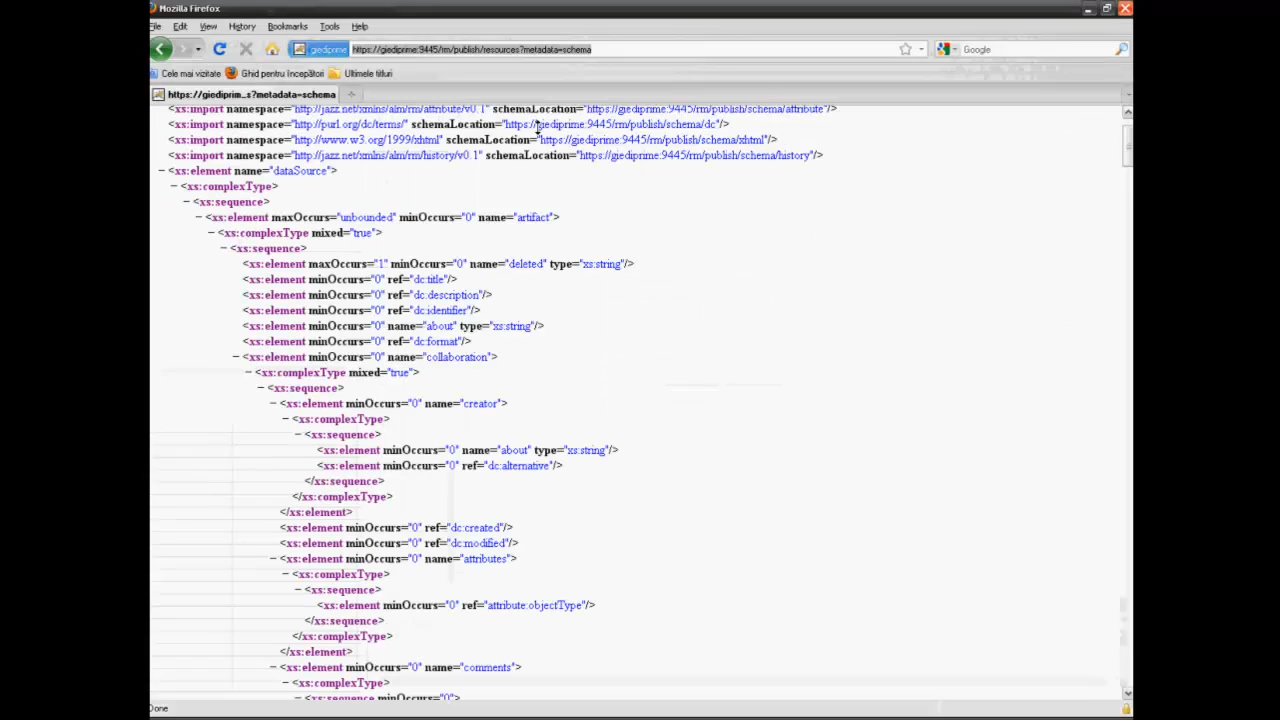 Mozilla Firefox
File Edit View History Bookmarks Tools Help
giediprime https://giediprime:9445/rm/publish/resources?metadata=schema Google
Cele mai vizitate Ghid pentru începători Ultimele titluri
https://giediprim_s?metadata=schema
<xs:import namespace="http://jazz.net/xmlns/alm/rm/attribute/v0.1" schemaLocation="https://giediprime:9445/rm/publish/schema/attribute"/>
<xs:import namespace="http://purl.org/dc/terms/" schemaLocation="https://giediprime:9445/rm/publish/schema/dc"/>
<xs:import namespace="http://www.w3.org/1999/xhtml" schemaLocation="https://giediprime:9445/rm/publish/schema/xhtml"/>
<xs:import namespace="http://jazz.net/xmlns/alm/rm/history/v0.1" schemaLocation="https://giediprime:9445/rm/publish/schema/history"/>
− <xs:element name="dataSource">
− <xs:complexType>
− <xs:sequence>
− <xs:element maxOccurs="unbounded" minOccurs="0" name="artifact">
− <xs:complexType mixed="true">
− <xs:sequence>
<xs:element maxOccurs="1" minOccurs="0" name="deleted" type="xs:string"/>
<xs:element minOccurs="0" ref="dc:title"/>
<xs:element minOccurs="0" ref="dc:description"/>
<xs:element minOccurs="0" ref="dc:identifier"/>
<xs:element minOccurs="0" name="about" type="xs:string"/>
<xs:element minOccurs="0" ref="dc:format"/>
− <xs:element minOccurs="0" name="collaboration">
− <xs:complexType mixed="true">
− <xs:sequence>
− <xs:element minOccurs="0" name="creator">
− <xs:complexType>
− <xs:sequence>
<xs:element minOccurs="0" name="about" type="xs:string"/>
<xs:element minOccurs="0" ref="dc:alternative"/>
</xs:sequence>
</xs:complexType>
</xs:element>
<xs:element minOccurs="0" ref="dc:created"/>
<xs:element minOccurs="0" ref="dc:modified"/>
− <xs:element minOccurs="0" name="attributes">
− <xs:complexType>
− <xs:sequence>
<xs:element minOccurs="0" ref="attribute:objectType"/>
</xs:sequence>
</xs:complexType>
</xs:element>
− <xs:element minOccurs="0" name="comments">
− <xs:complexType>
− <xs:sequence minOccurs="0">
Done